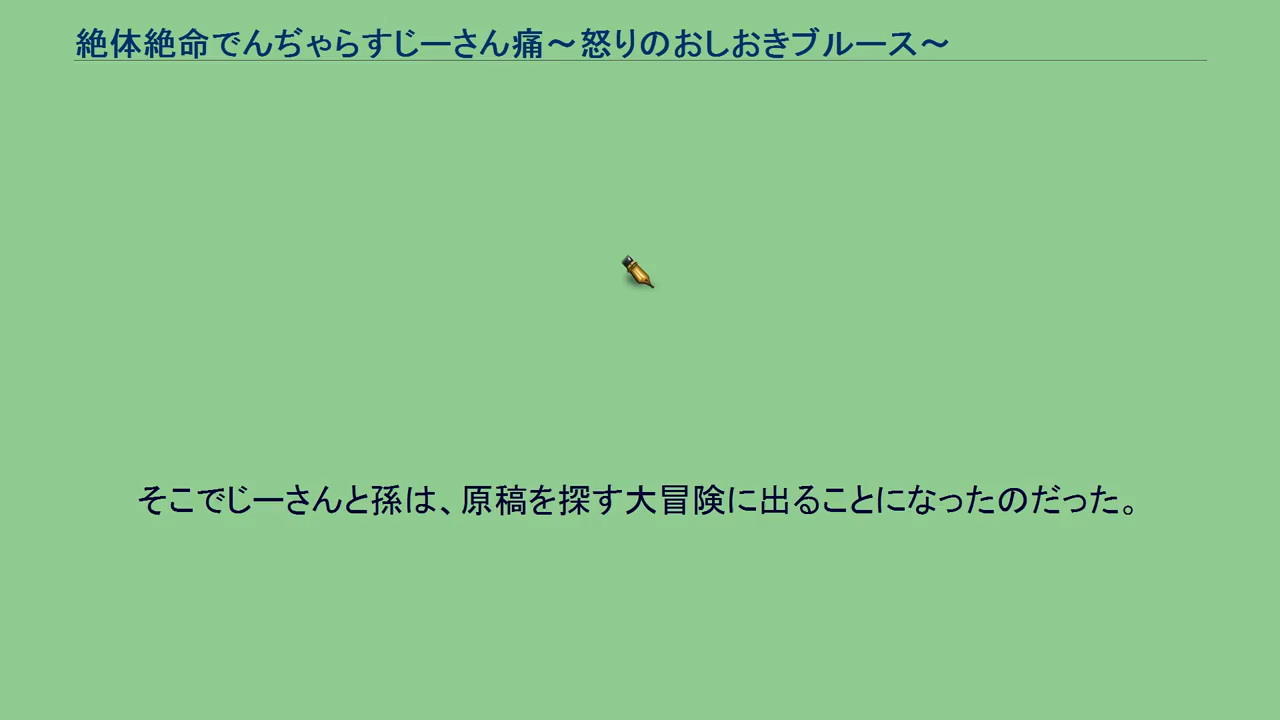 絶体絶命でんぢゃらすじーさん痛～怒りのおしおきブルース～
そこでじーさんと孫は、原稿を探す大冒険に出ることになったのだった。